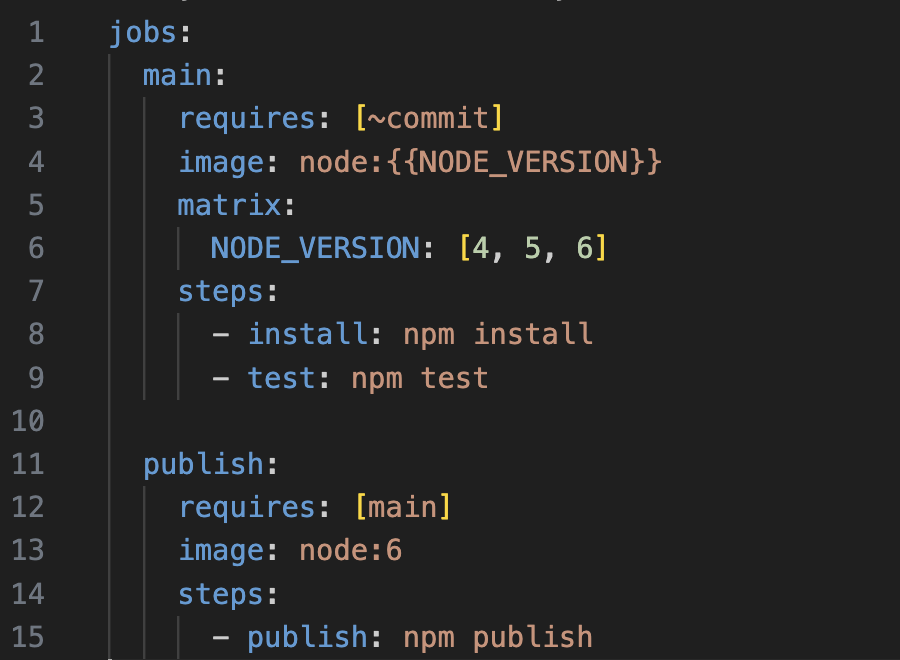 1 jobs:
2   main:
3     requires: [~commit]
4     image: node:{{NODE_VERSION}}
5     matrix:
6       NODE_VERSION: [4, 5, 6]
7     steps:
8       - install: npm install
9       - test: npm test
10
11   publish:
12     requires: [main]
13     image: node:6
14     steps:
15       - publish: npm publish